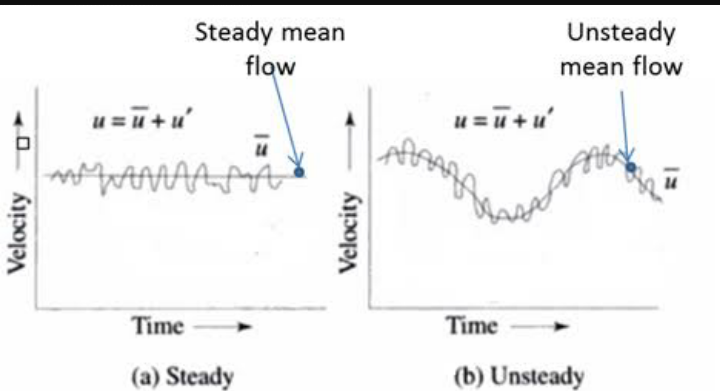 Steady mean
flow
Unsteady
mean flow
u = u̅ + u′
u̅
Velocity
Time
(a) Steady
u = u̅ + u′
u̅
Velocity
Time
(b) Unsteady